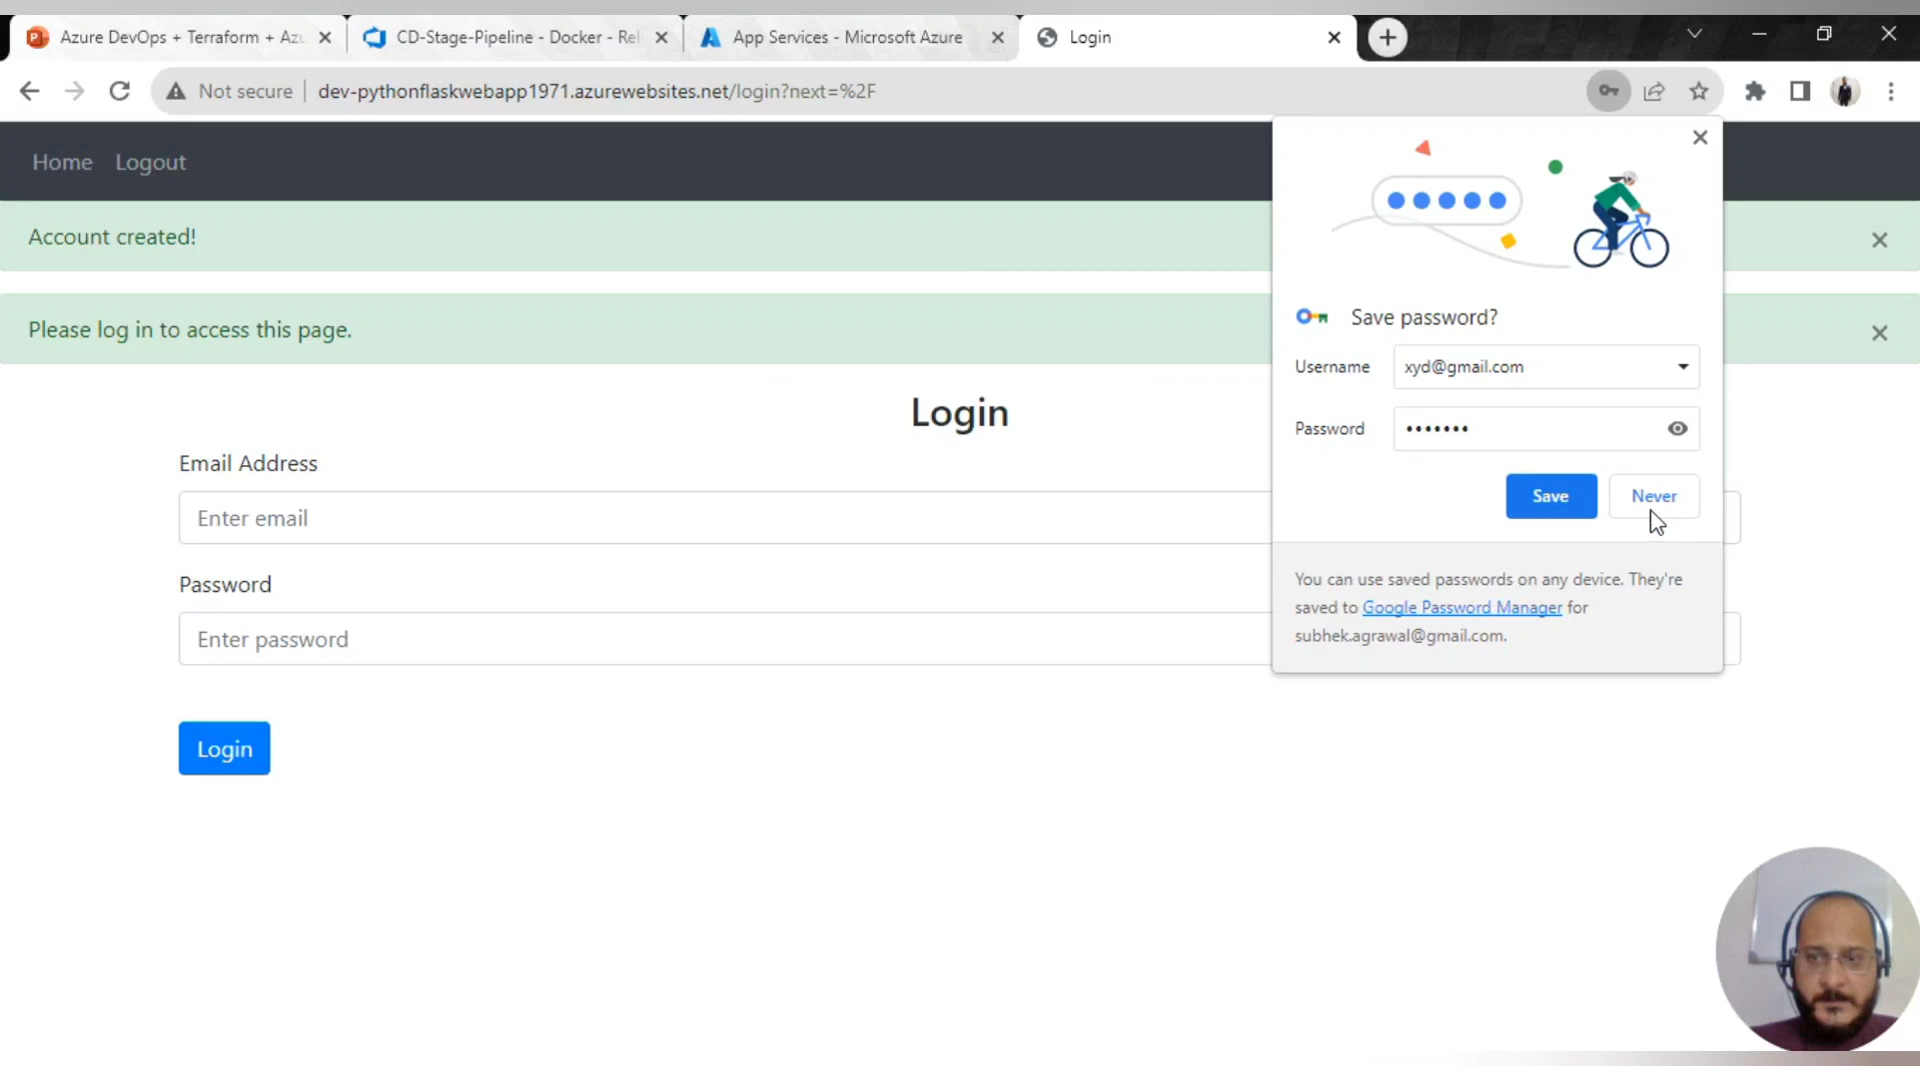 Azure DevOps + Terraform + Az
CD-Stage-Pipeline - Docker - Rel
App Services - Microsoft Azure
Login
Not secure
dev-pythonflaskwebapp1971.azurewebsites.net/login?next=%2F
Home
Logout
Account created!
Please log in to access this page.
Login
Email Address
Enter email
Password
Enter password
Login
Save password?
Username
xyd@gmail.com
Password
•••••••
Save
Never
You can use saved passwords on any device. They're
saved to Google Password Manager for
subhek.agrawal@gmail.com.